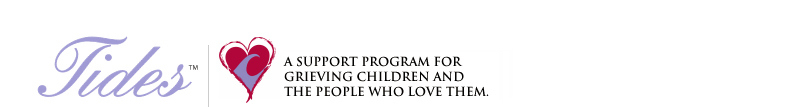 Tides™
A SUPPORT PROGRAM FOR
GRIEVING CHILDREN AND
THE PEOPLE WHO LOVE THEM.